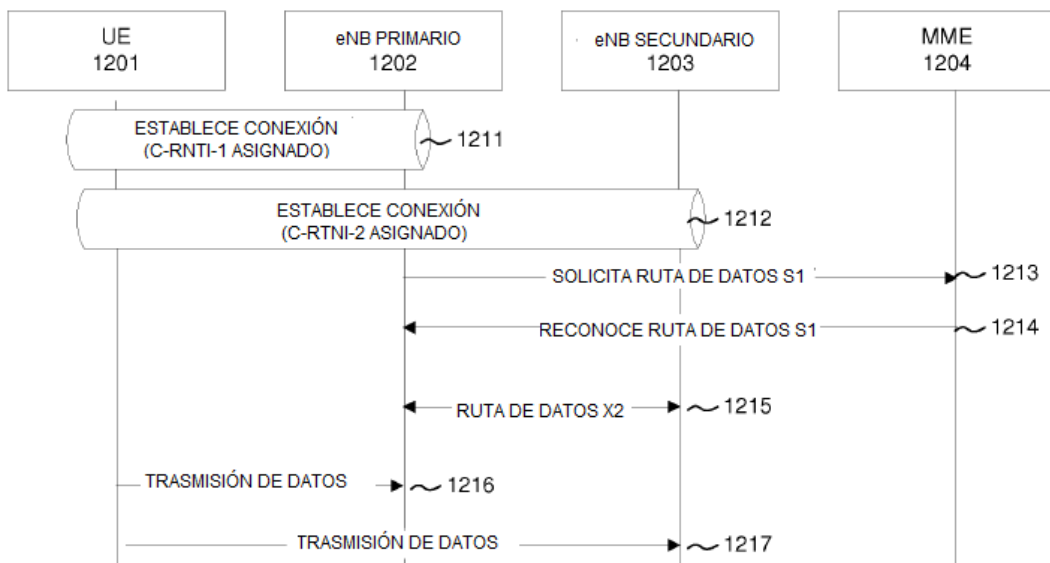 UE
1201
eNB PRIMARIO
1202
eNB SECUNDARIO
1203
MME
1204
ESTABLECE CONEXIÓN
(C-RNTI-1 ASIGNADO)
1211
ESTABLECE CONEXIÓN
(C-RTNI-2 ASIGNADO)
1212
SOLICITA RUTA DE DATOS S1
1213
RECONOCE RUTA DE DATOS S1
1214
RUTA DE DATOS X2
1215
TRASMISIÓN DE DATOS
1216
TRASMISIÓN DE DATOS
1217